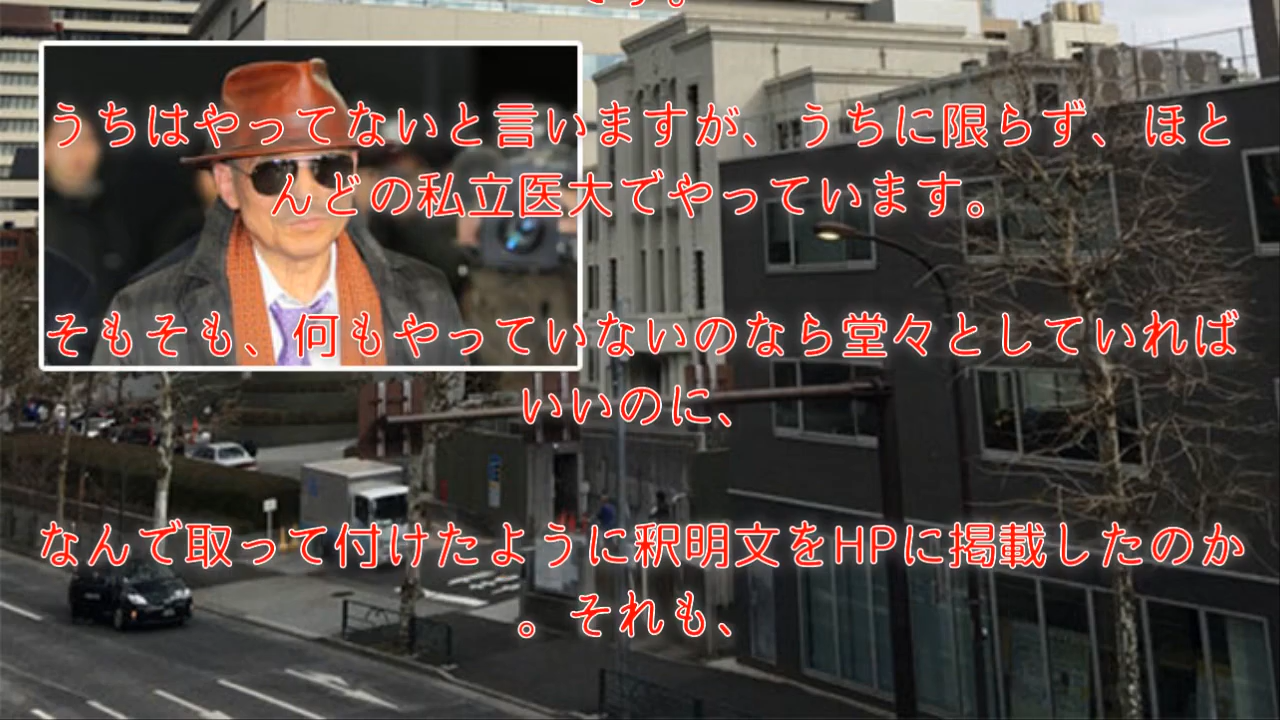 です。
うちはやってないと言いますが、うちに限らず、ほと
んどの私立医大でやっています。
そもそも、何もやっていないのなら堂々としていれば
いいのに、
なんで取って付けたように釈明文をHPに掲載したのか
。それも、